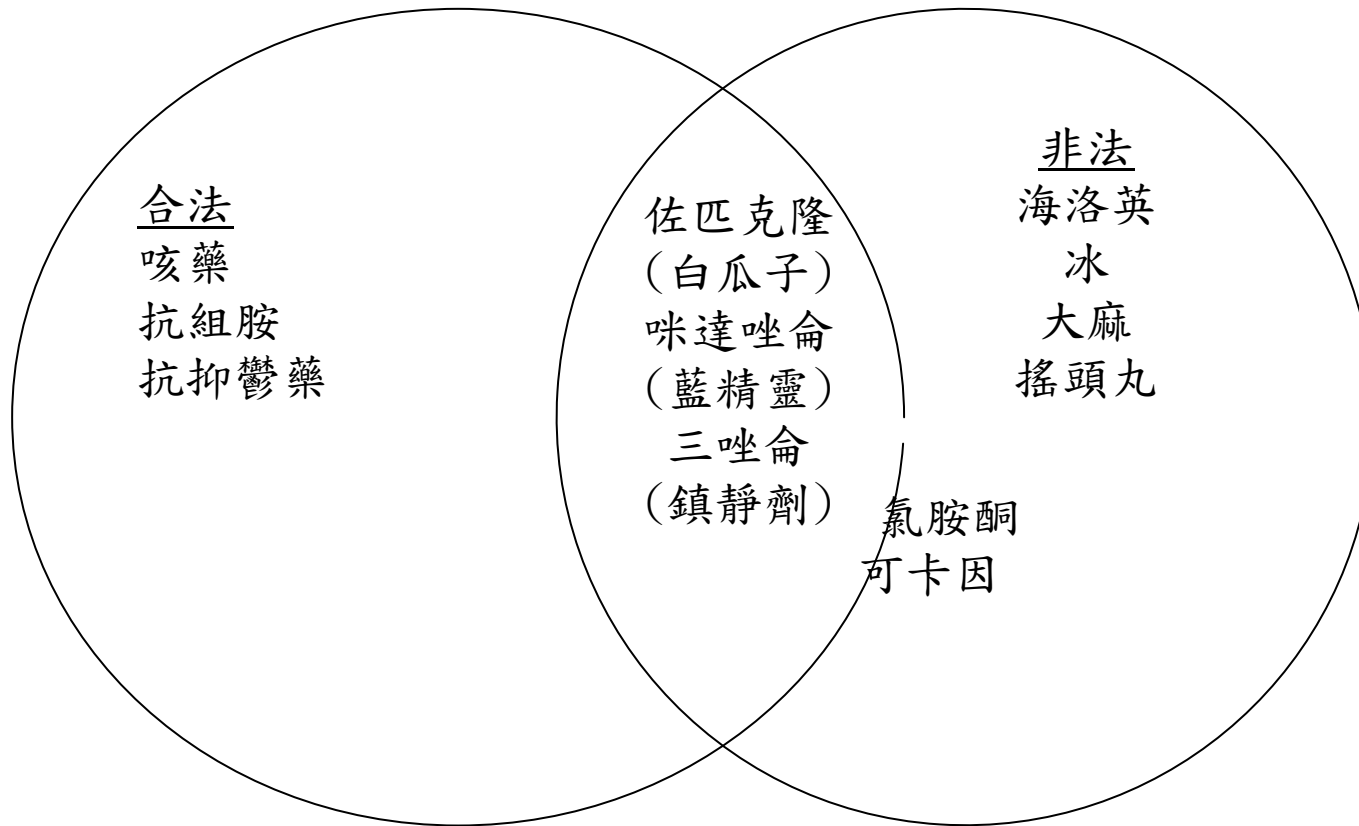 合法
咳藥
抗組胺
抗抑鬱藥
佐匹克隆
(白瓜子)
咪達唑侖
(藍精靈)
三唑侖
(鎮靜劑)
非法
海洛英
冰
大麻
搖頭丸
氯胺酮
可卡因